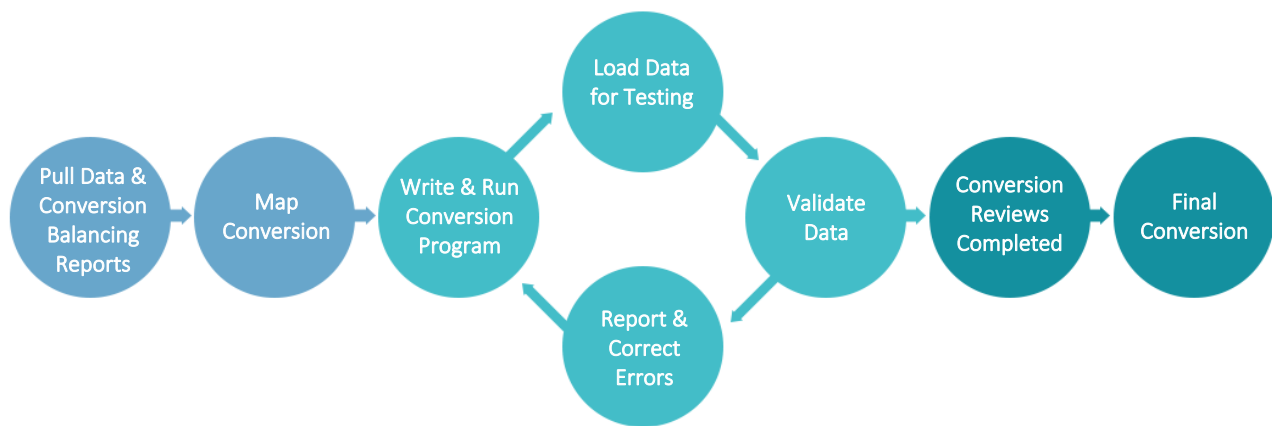 Pull Data &
Conversion
Balancing
Reports
Map
Conversion
Write & Run
Conversion
Program
Load Data
for Testing
Validate
Data
Report &
Correct
Errors
Conversion
Reviews
Completed
Final
Conversion